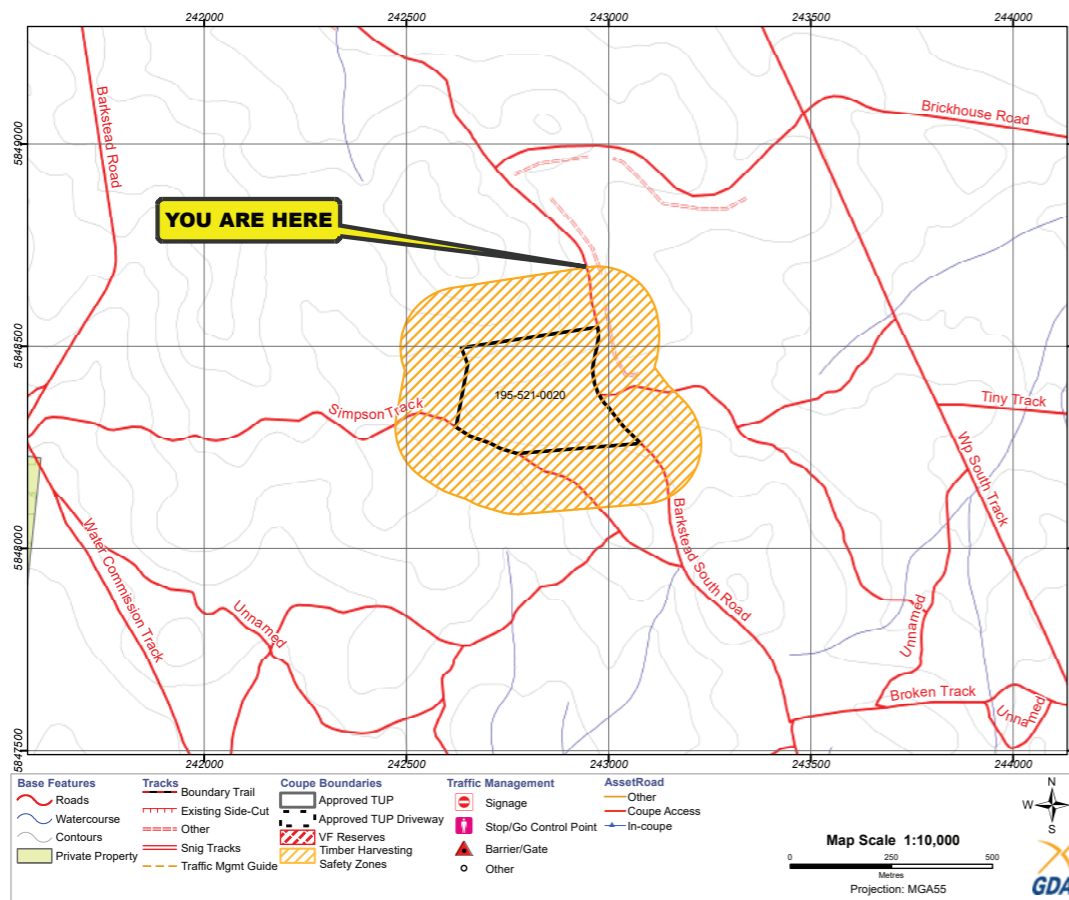 242000
242500
243000
243500
244000
5849000
5848500
5848000
5847500
Barkstead Road
Brickhouse Road
YOU ARE HERE
195-521-0020
Simpson Track
Tiny Track
Wp South Track
Water Commission Track
Unnamed
Barkstead South Road
Unnamed
Broken Track
Unnamed
Base Features
Roads
Watercourse
Contours
Private Property
Tracks
Boundary Trail
Existing Side-Cut
Other
Snig Tracks
Traffic Mgmt Guide
Coupe Boundaries
Approved TUP
Approved TUP Driveway
VF Reserves
Timber Harvesting
Safety Zones
Traffic Management
Signage
Stop/Go Control Point
Barrier/Gate
Other
AssetRoad
Other
Coupe Access
In-coupe
Map Scale 1:10,000
0 250 500
Metres
Projection: MGA55
N
W E
S
GDA